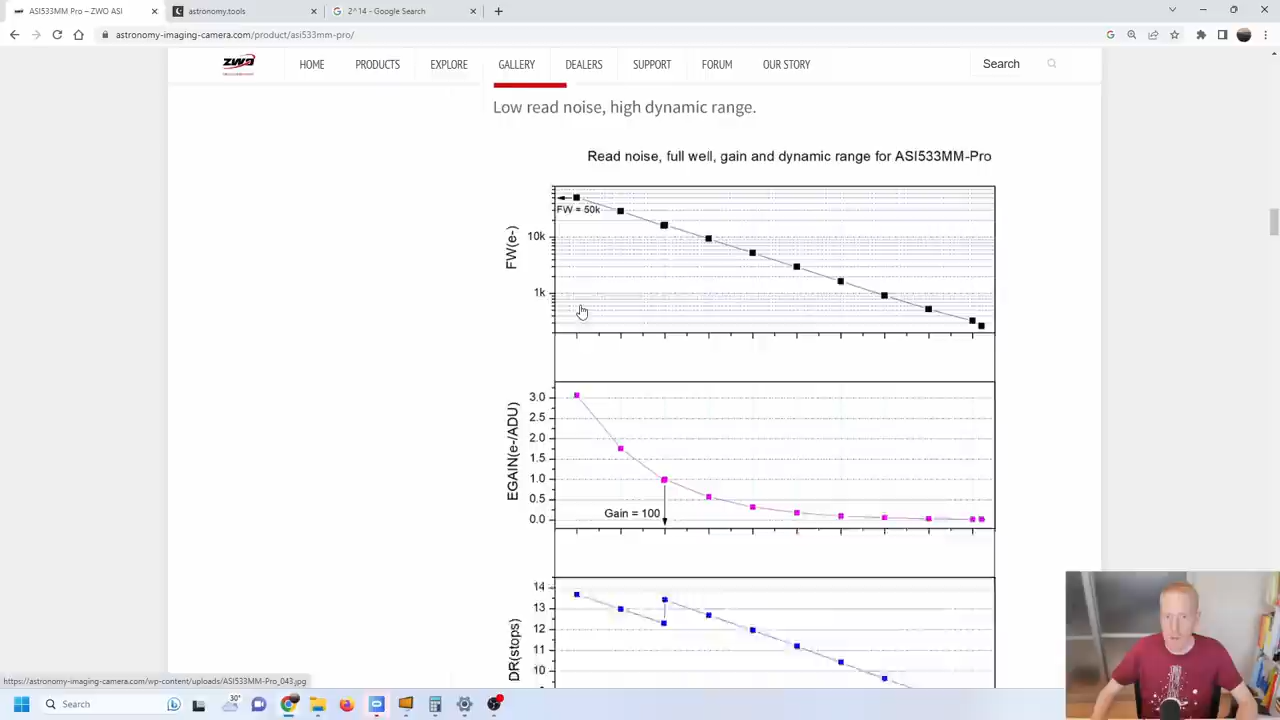 ASI533MM Pro – ZWO ASI
astronomy.tools
2^14 - Google Search
astronomy-imaging-camera.com/product/asi533mm-pro/
ZWO
HOME PRODUCTS EXPLORE GALLERY DEALERS SUPPORT FORUM OUR STORY Search
Low read noise, high dynamic range.
Read noise, full well, gain and dynamic range for ASI533MM-Pro
FW(e-)
FW = 50k
10k
1k
EGAIN(e-/ADU)
3.0
2.5
2.0
1.5
1.0
0.5
0.0
Gain = 100
DR(stops)
14
13
12
11
10
https://astronomy-imaging-camera.com/wp-content/uploads/ASI533MM-Pro_043.jpg
Search
30°